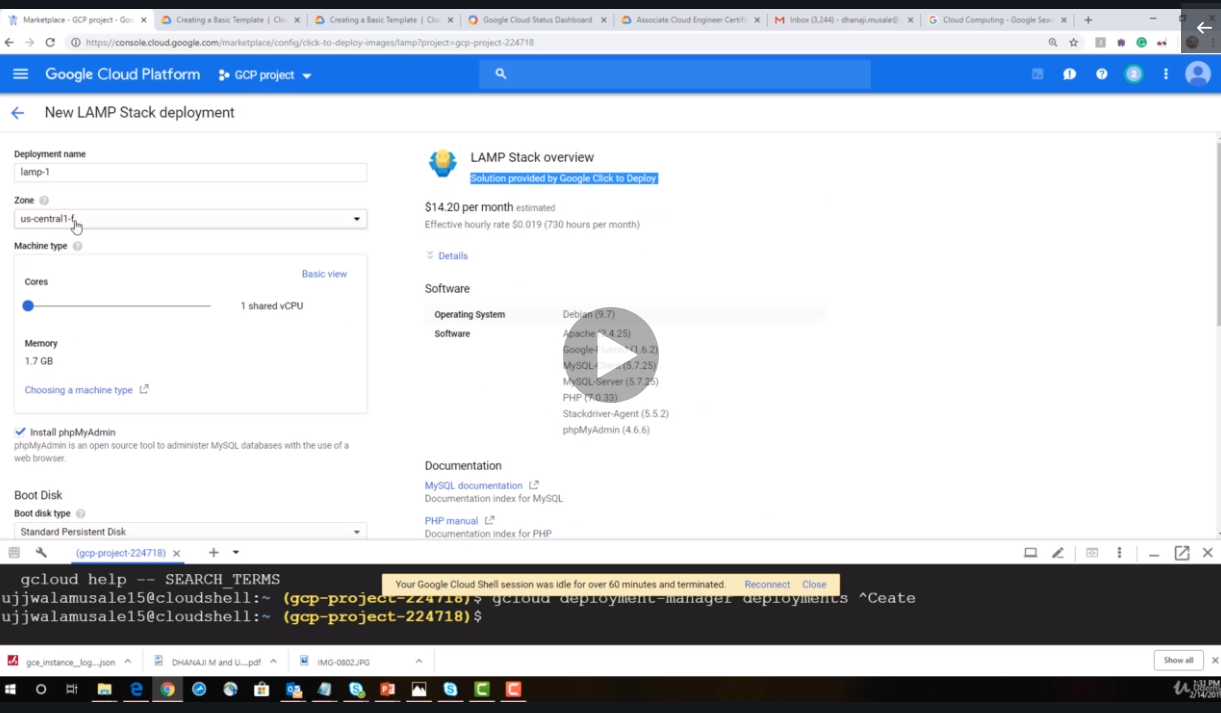 Marketplace - GCP project - Goo
Creating a Basic Template | Clo
Creating a Basic Template | Clo
Google Cloud Status Dashboard
Associate Cloud Engineer Certific
Inbox (3,244) - dhanaji.musale@g
Cloud Computing - Google Sear
https://console.cloud.google.com/marketplace/config/click-to-deploy-images/lamp?project=gcp-project-224718
Google Cloud Platform
GCP project
2
New LAMP Stack deployment
Deployment name
lamp-1
Zone
us-central1-f
Machine type
Basic view
Cores
1 shared vCPU
Memory
1.7 GB
Choosing a machine type
Install phpMyAdmin
phpMyAdmin is an open source tool to administer MySQL databases with the use of a
web browser.
Boot Disk
Boot disk type
Standard Persistent Disk
LAMP Stack overview
Solution provided by Google Click to Deploy
$14.20 per month estimated
Effective hourly rate $0.019 (730 hours per month)
Details
Software
Operating System Debian (9.7)
Software Apache (2.4.25)
(1.6.2)
MySQL-Client (5.7.25)
MySQL-Server (5.7.25)
PHP (7.0.33)
Stackdriver-Agent (5.5.2)
phpMyAdmin (4.6.6)
Documentation
MySQL documentation
Documentation index for MySQL
PHP manual
Documentation index for PHP
(gcp-project-224718)
gcloud help -- SEARCH_TERMS
Your Google Cloud Shell session was idle for over 60 minutes and terminated. Reconnect Close
ujjwalamusale15@cloudshell:~ (gcp-project-224718)$ gcloud deployment-manager deployments ^Ceate
ujjwalamusale15@cloudshell:~ (gcp-project-224718)$
gce_instance_log....json
DHANAJI M and U....pdf
IMG-0802.JPG
Show all
1:31 PM